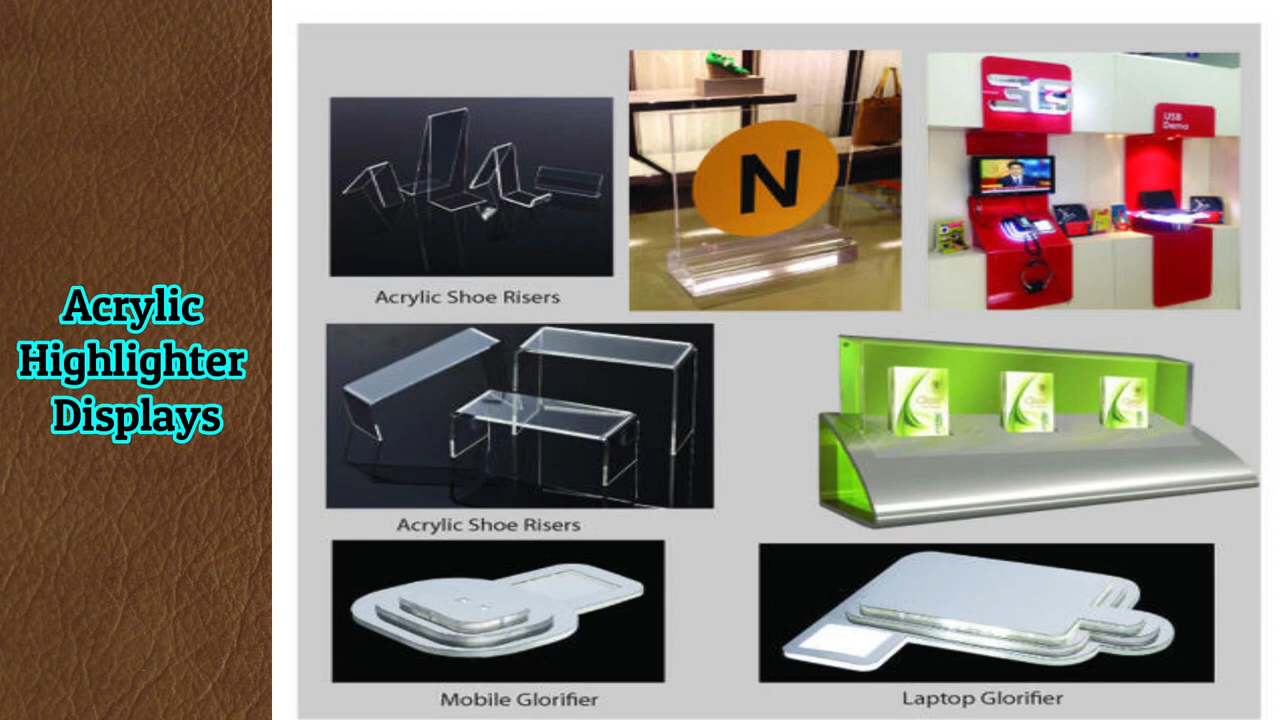 Acrylic
Highlighter
Displays
N
3G
USB
Demo
Acrylic Shoe Risers
Acrylic Shoe Risers
Mobile Glorifier
Laptop Glorifier